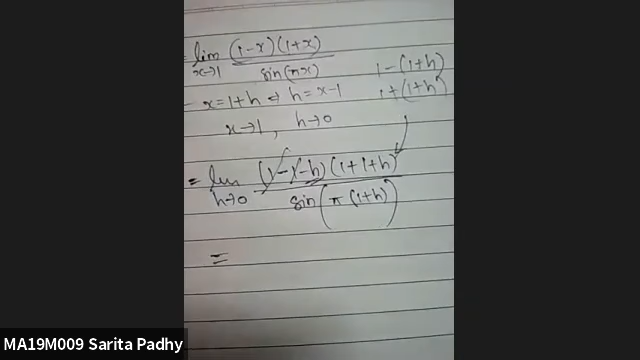 = lim x→1 (1-x)(1+x) / sin(πx)
- x=1+h ⇒ h=x-1
1-(1+h)
1+(1+h)
x→1, h→0
= lim h→0 (1-1-h)(1+1+h) / sin(π(1+h))
=
MA19M009 Sarita Padhy